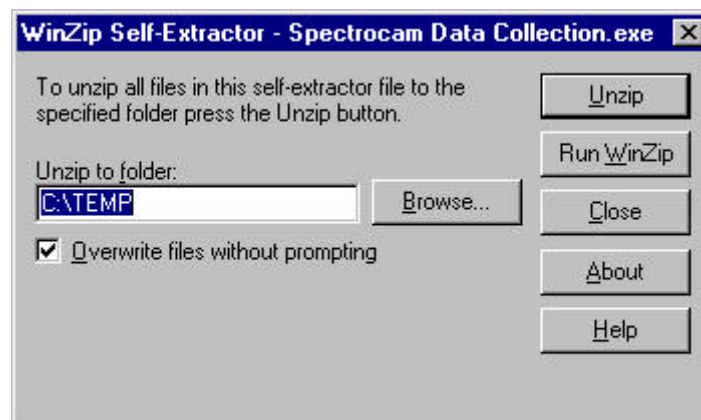 WinZip Self-Extractor - Spectrocam Data Collection.exe
To unzip all files in this self-extractor file to the
specified folder press the Unzip button.
Unzip to folder:
C:\TEMP
Browse...
Overwrite files without prompting
Unzip
Run WinZip
Close
About
Help